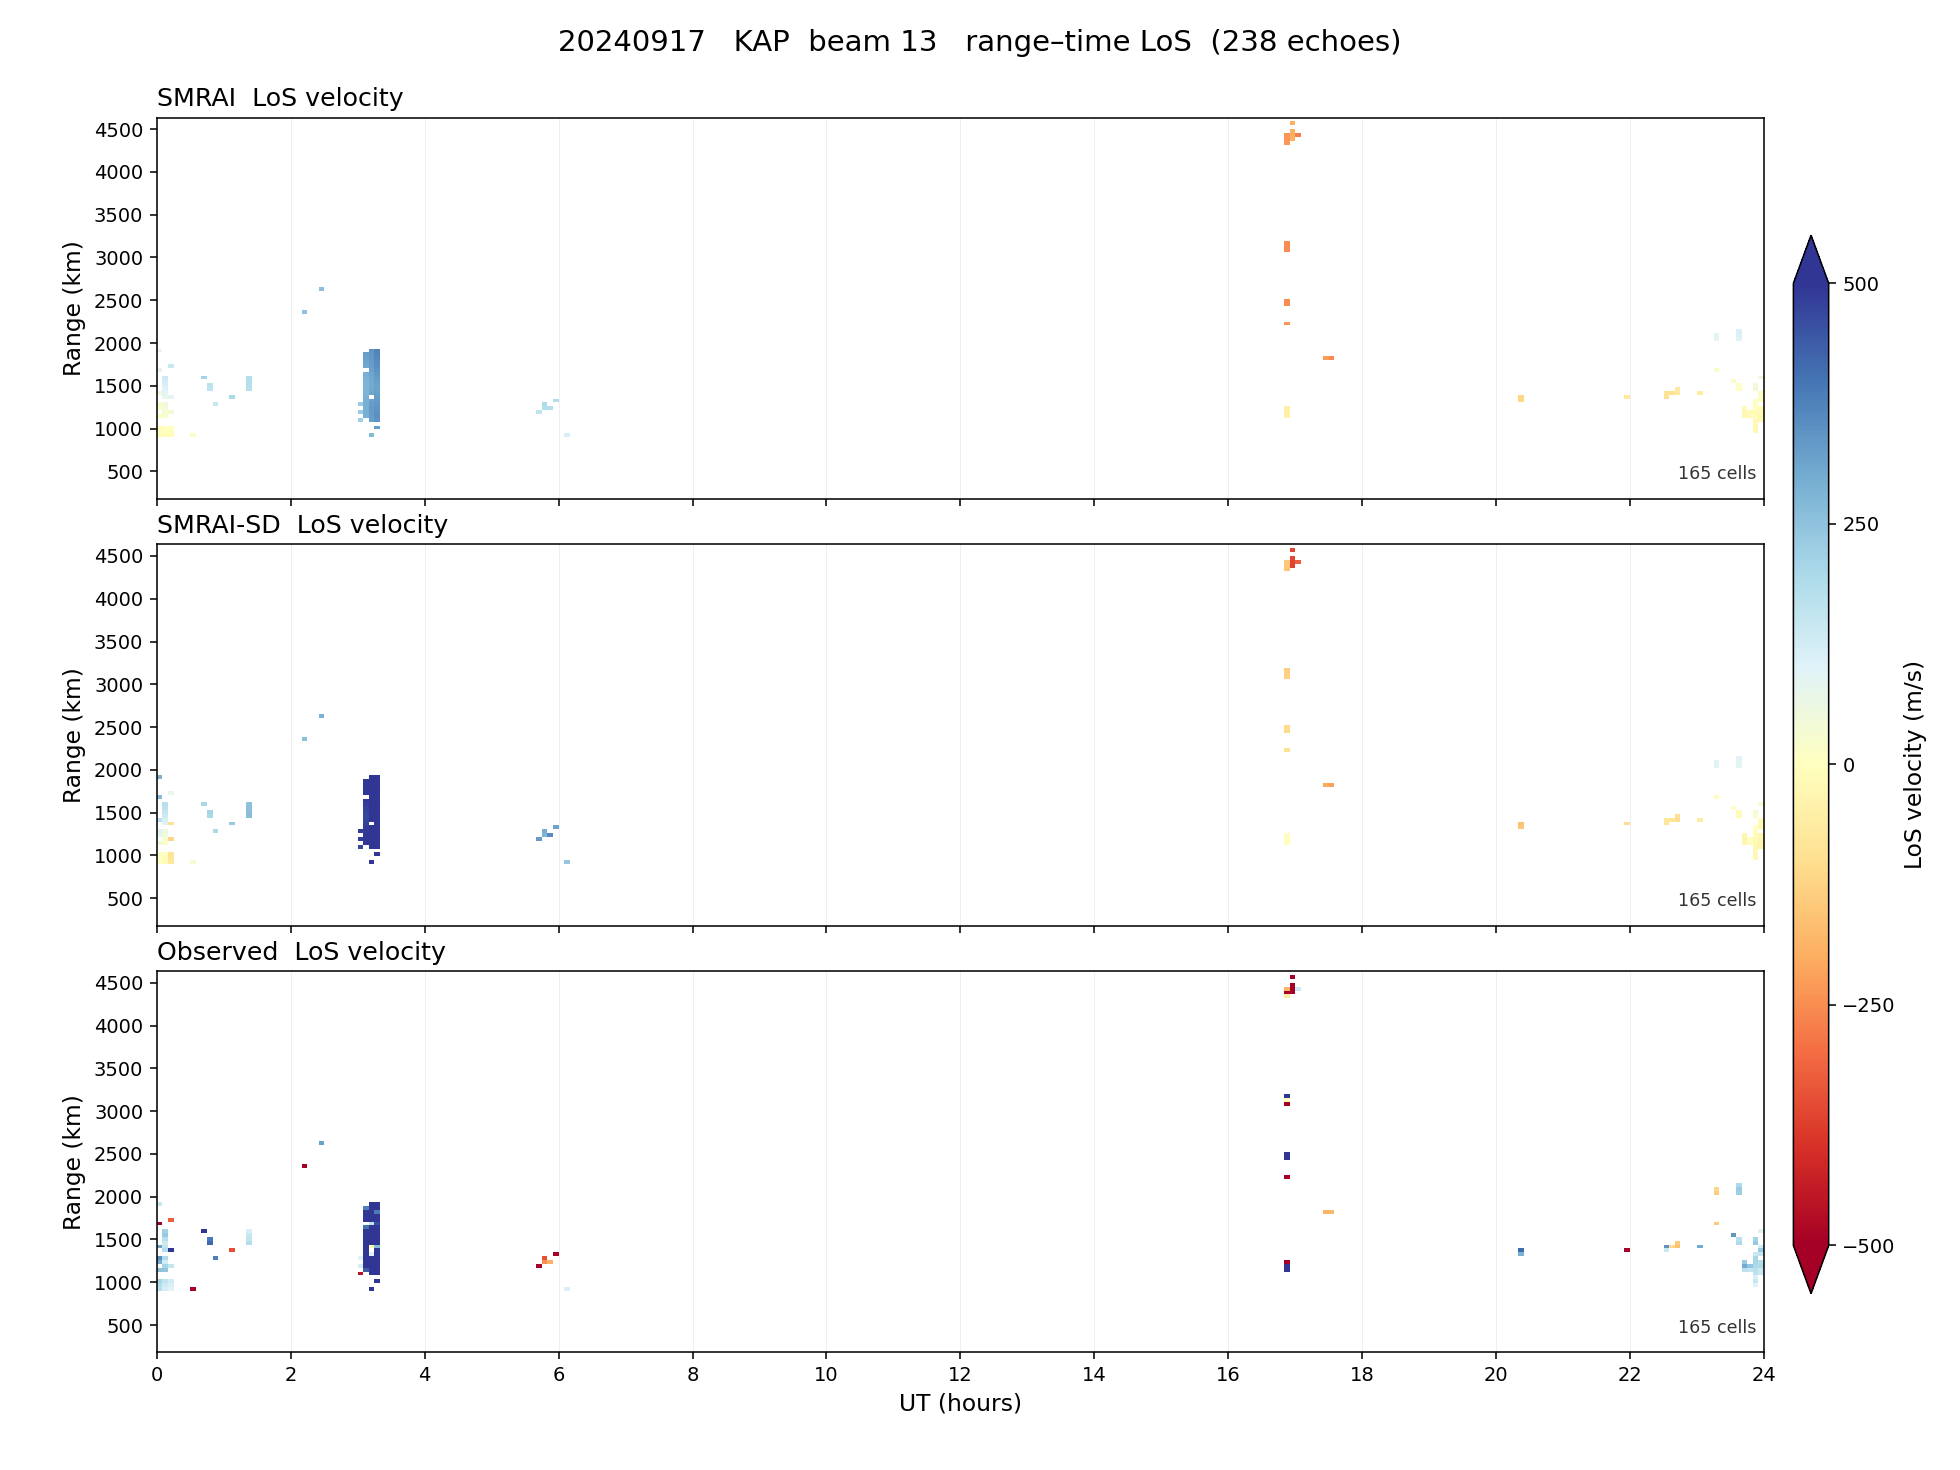 20240917   KAP  beam 13   range–time LoS  (238 echoes)
SMRAI  LoS velocity
4500
4000
3500
3000
2500
2000
1500
1000
500
Range (km)
165 cells
SMRAI-SD  LoS velocity
4500
4000
3500
3000
2500
2000
1500
1000
500
Range (km)
165 cells
Observed  LoS velocity
4500
4000
3500
3000
2500
2000
1500
1000
500
Range (km)
165 cells
0 2 4 6 8 10 12 14 16 18 20 22 24
UT (hours)
500
250
0
−250
−500
LoS velocity (m/s)